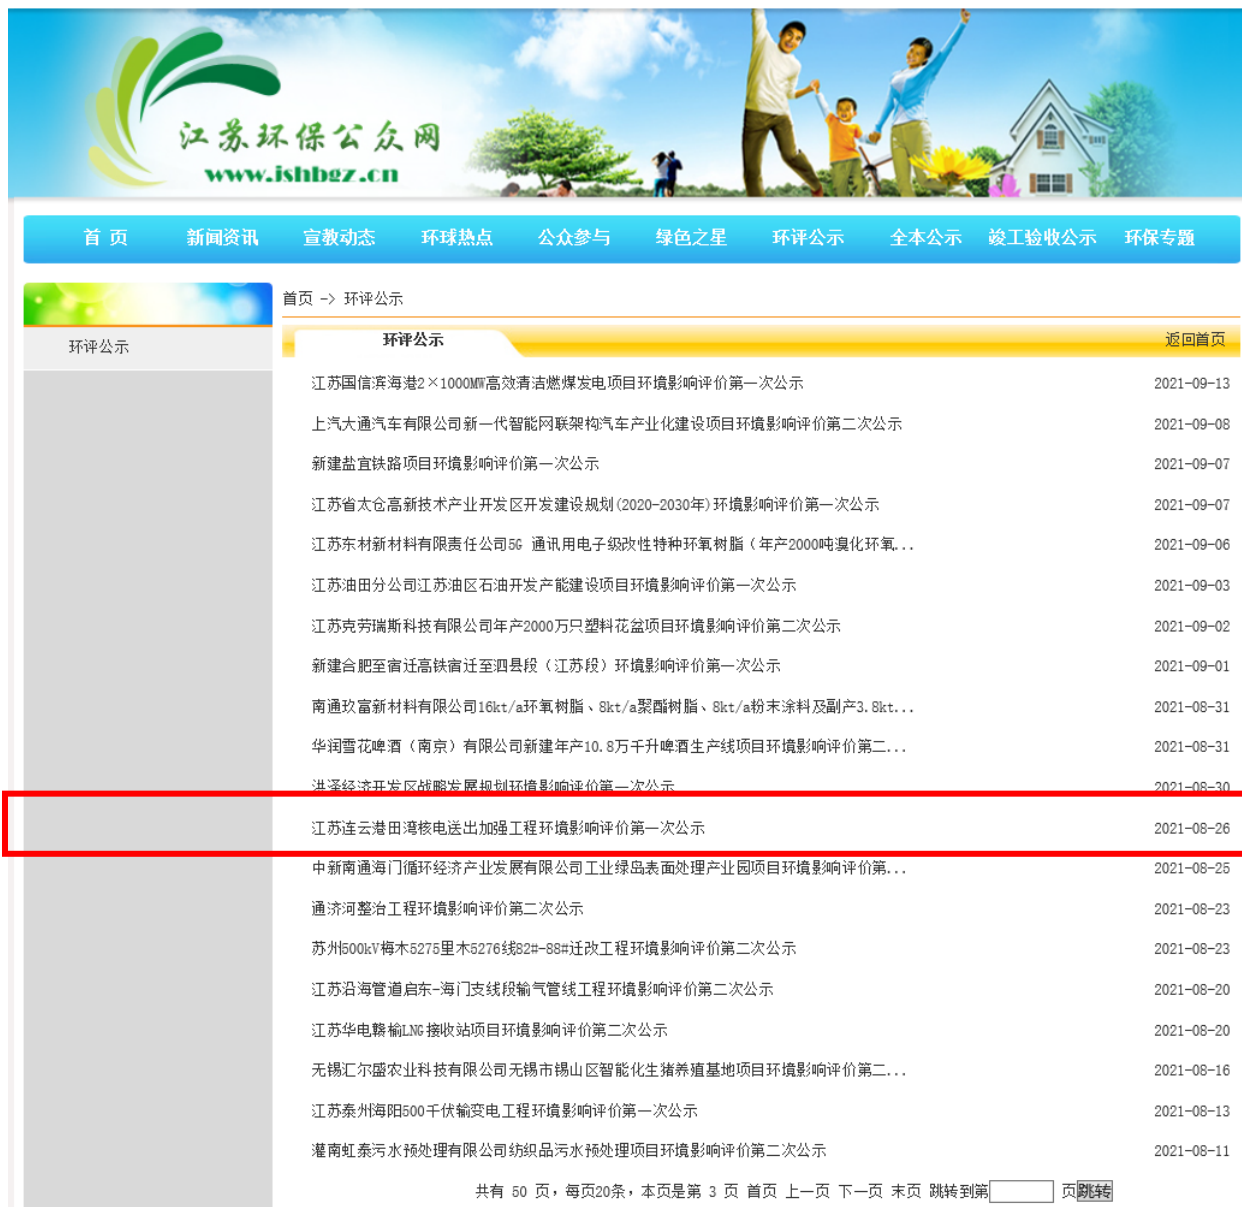 江苏环保公众网
www.jshbgz.cn
首 页 新闻资讯 宣教动态 环球热点 公众参与 绿色之星 环评公示 全本公示 竣工验收公示 环保专题
首页 -> 环评公示
环评公示
环评公示 返回首页
江苏国信滨海港2×1000MW高效清洁燃煤发电项目环境影响评价第一次公示 2021-09-13
上汽大通汽车有限公司新一代智能网联架构汽车产业化建设项目环境影响评价第二次公示 2021-09-08
新建盐宜铁路项目环境影响评价第一次公示 2021-09-07
江苏省太仓高新技术产业开发区开发建设规划(2020-2030年)环境影响评价第一次公示 2021-09-07
江苏东材新材料有限责任公司5G 通讯用电子级改性特种环氧树脂（年产2000吨溴化环氧... 2021-09-06
江苏油田分公司江苏油区石油开发产能建设项目环境影响评价第一次公示 2021-09-03
江苏克劳瑞斯科技有限公司年产2000万只塑料花盆项目环境影响评价第二次公示 2021-09-02
新建合肥至宿迁高铁宿迁至泗县段（江苏段）环境影响评价第一次公示 2021-09-01
南通玖富新材料有限公司16kt/a环氧树脂、8kt/a聚酯树脂、8kt/a粉末涂料及副产3.8kt... 2021-08-31
华润雪花啤酒（南京）有限公司新建年产10.8万千升啤酒生产线项目环境影响评价第二... 2021-08-31
洪泽经济开发区战略发展规划环境影响评价第一次公示 2021-08-30
江苏连云港田湾核电送出加强工程环境影响评价第一次公示 2021-08-26
中新南通海门循环经济产业发展有限公司工业绿岛表面处理产业园项目环境影响评价第... 2021-08-25
通济河整治工程环境影响评价第二次公示 2021-08-23
苏州500kV梅木5275里木5276线82#-88#迁改工程环境影响评价第二次公示 2021-08-23
江苏沿海管道启东-海门支线段输气管线工程环境影响评价第二次公示 2021-08-20
江苏华电赣榆LNG接收站项目环境影响评价第二次公示 2021-08-20
无锡汇尔盛农业科技有限公司无锡市锡山区智能化生猪养殖基地项目环境影响评价第二... 2021-08-16
江苏泰州海阳500千伏输变电工程环境影响评价第一次公示 2021-08-13
灌南虹泰污水预处理有限公司纺织品污水预处理项目环境影响评价第二次公示 2021-08-11
共有 50 页，每页20条，本页是第 3 页 首页 上一页 下一页 末页 跳转到第 页跳转